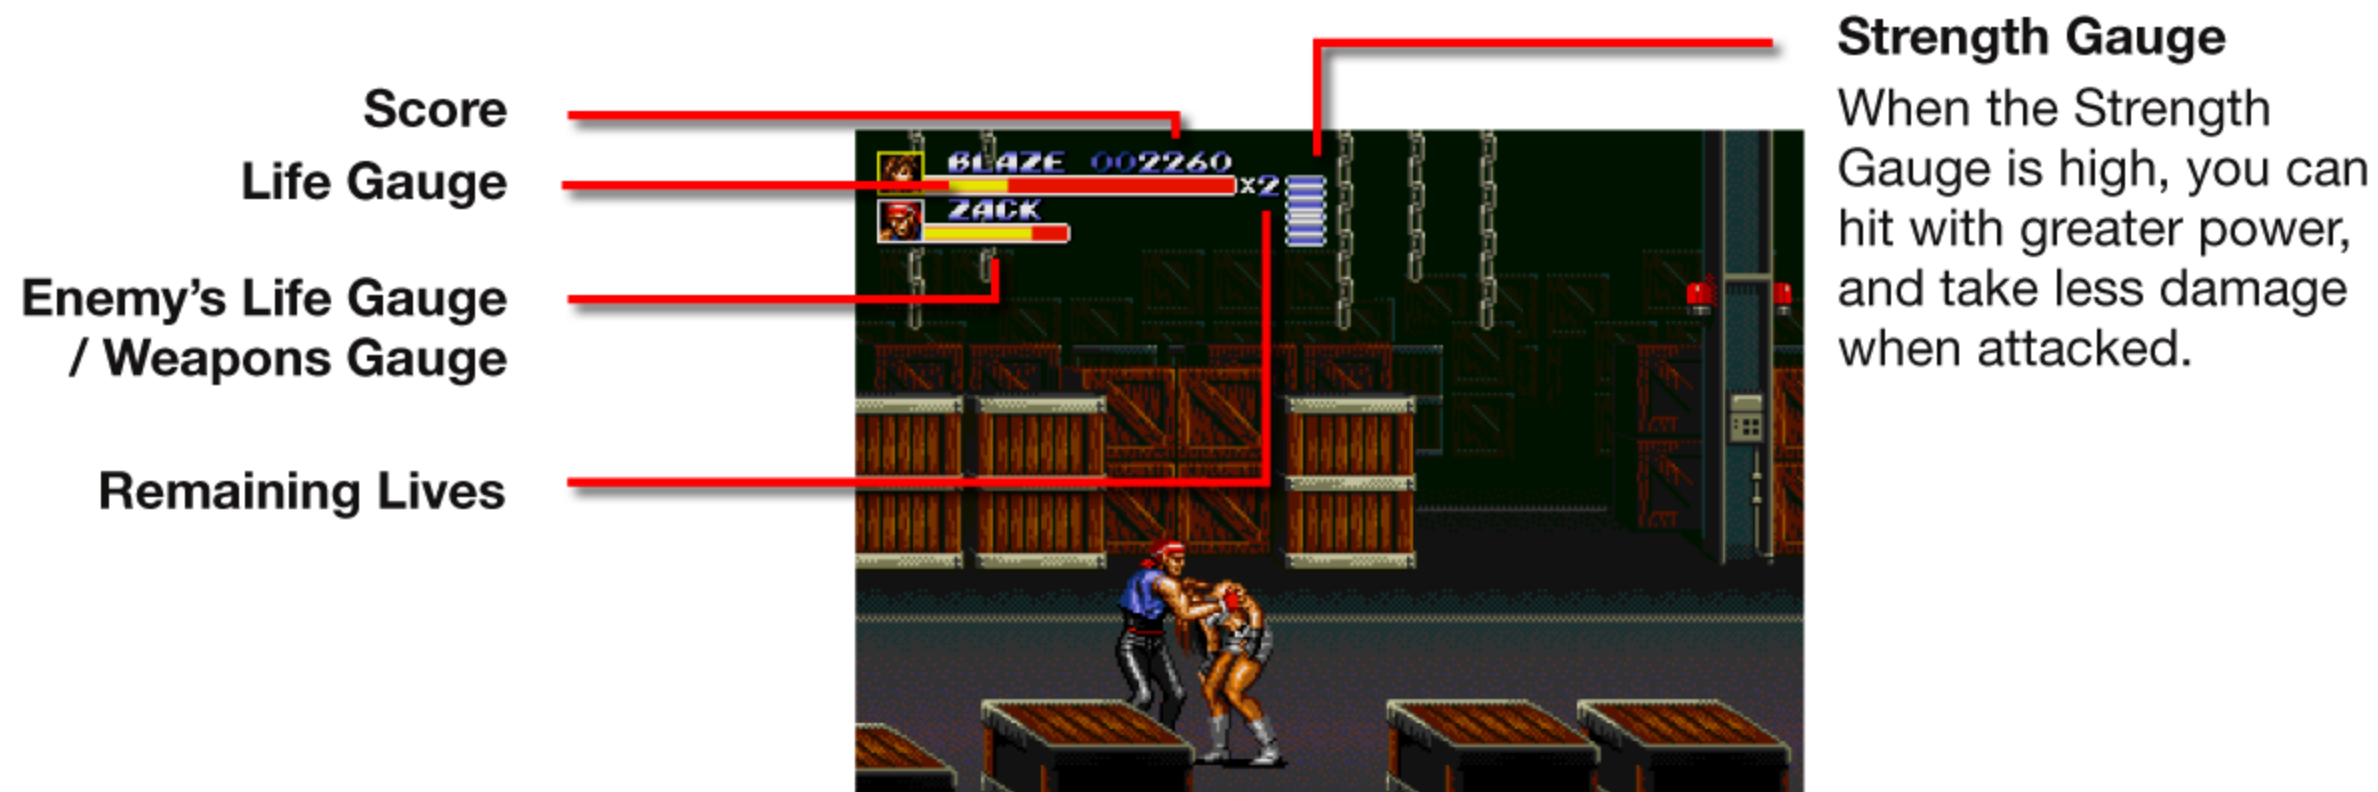 Strength Gauge
When the Strength
Gauge is high, you can
hit with greater power,
and take less damage
when attacked.
Score
Life Gauge
Enemy’s Life Gauge
/ Weapons Gauge
Remaining Lives
BLAZE 002260
x2
ZACK